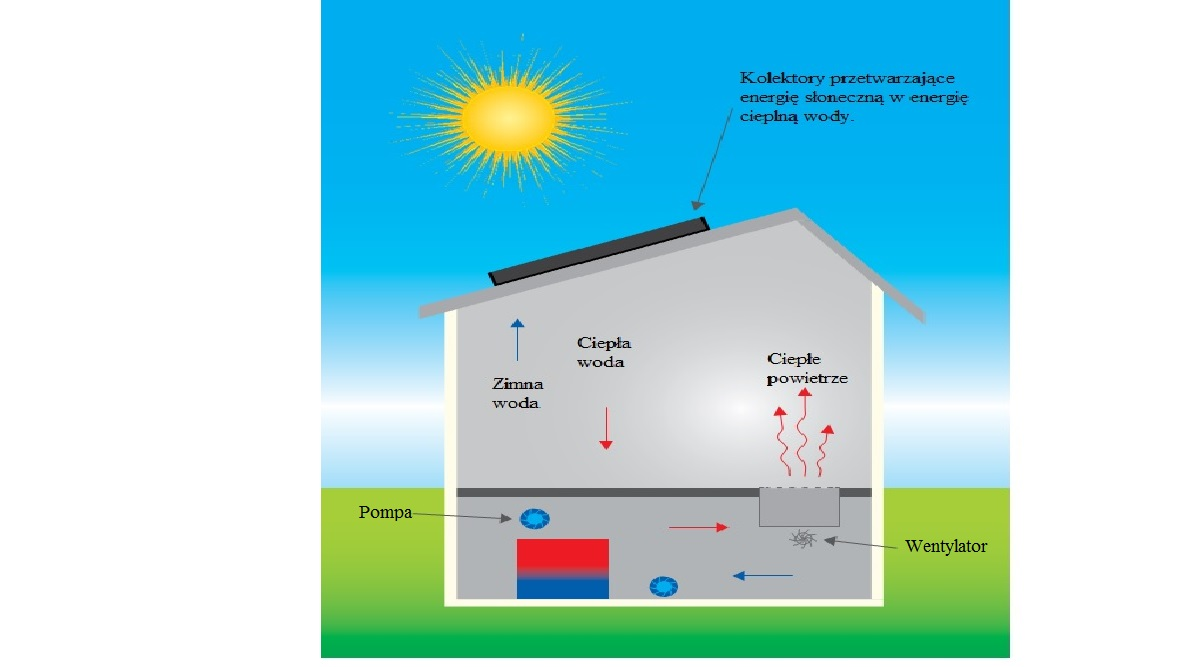 Kolektory przetwarzające
energię słoneczną w energię
cieplną wody.
Ciepła
woda
Zimna
woda
Ciepłe
powietrze
Pompa
Wentylator